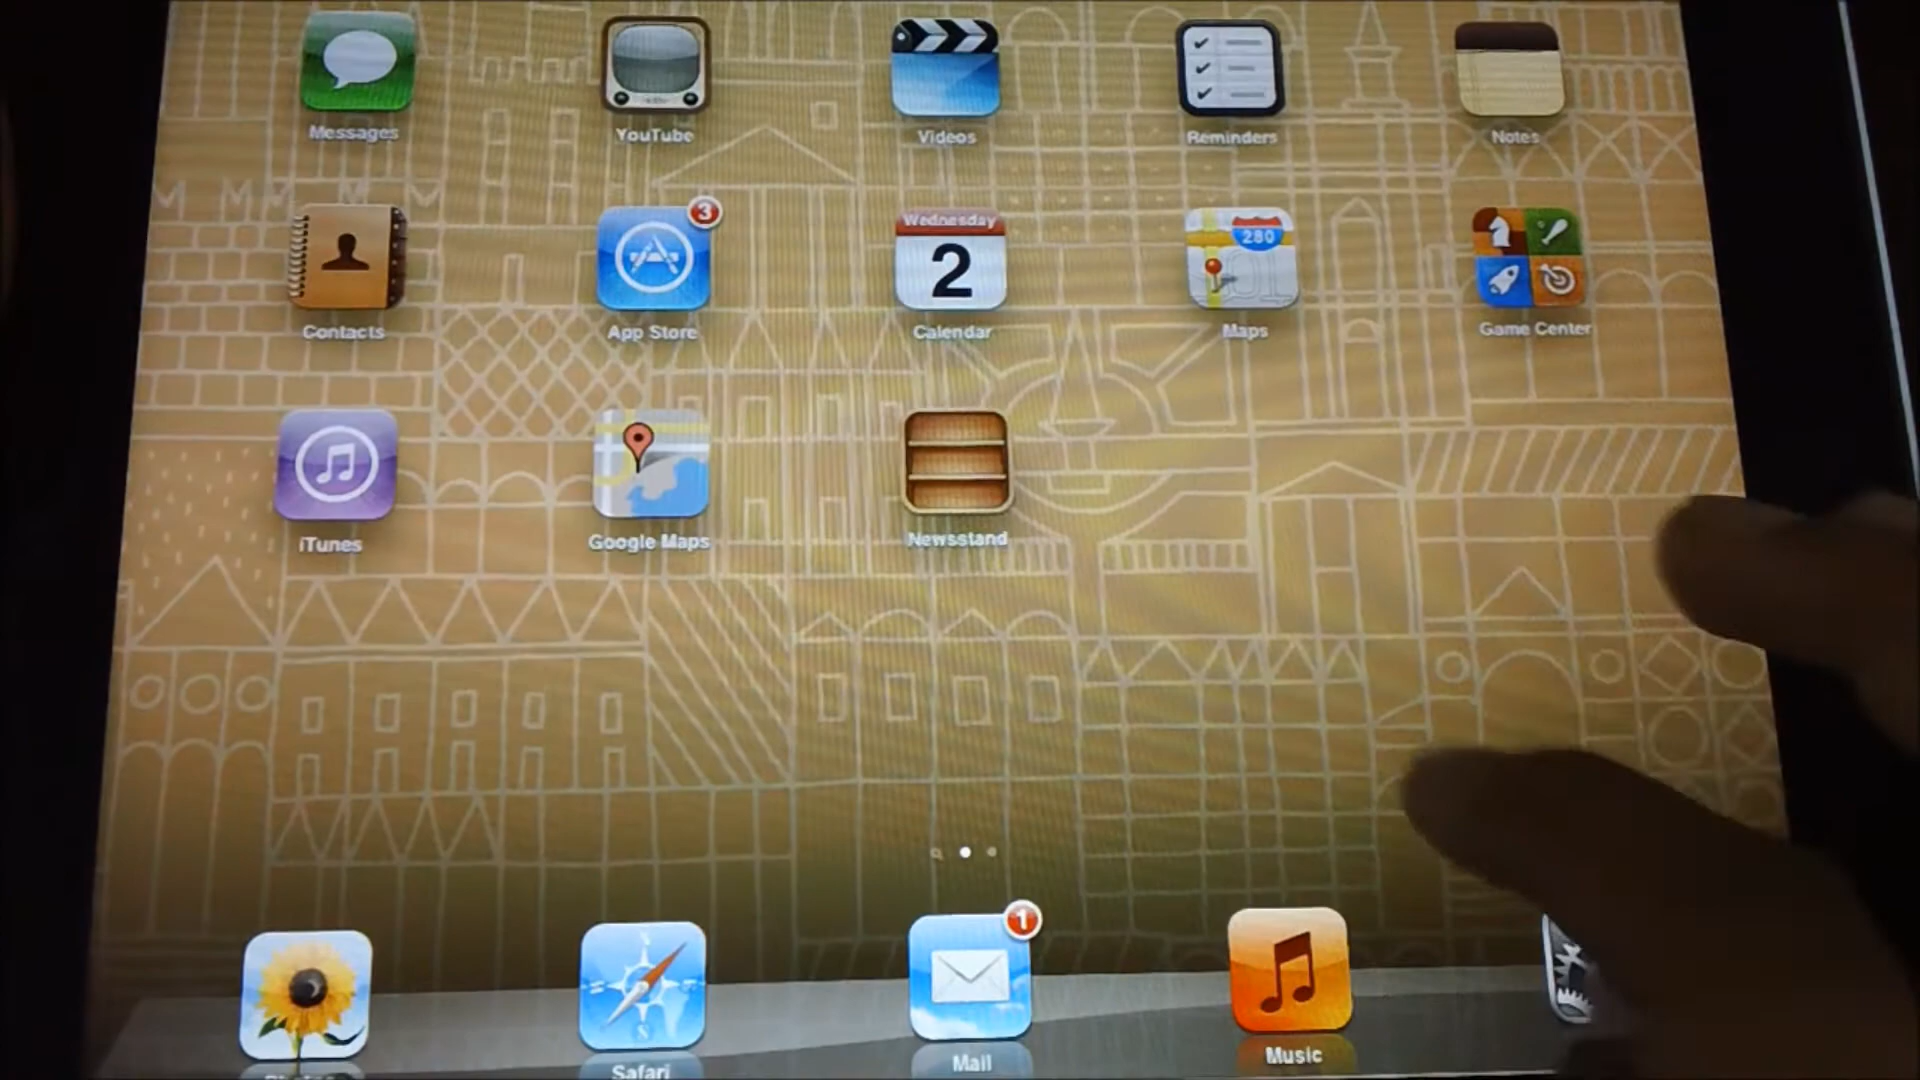 Messages
YouTube
Videos
Reminders
Notes
Contacts
3
App Store
Wednesday
2
Calendar
280
Maps
Game Center
iTunes
Google Maps
Newsstand
Safari
1
Mail
Music